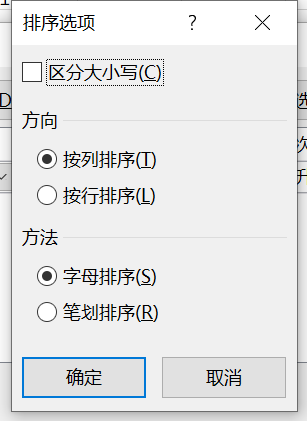 排序选项 ?
区分大小写(C)
方向
按列排序(T)
按行排序(L)
方法
字母排序(S)
笔划排序(R)
确定 取消